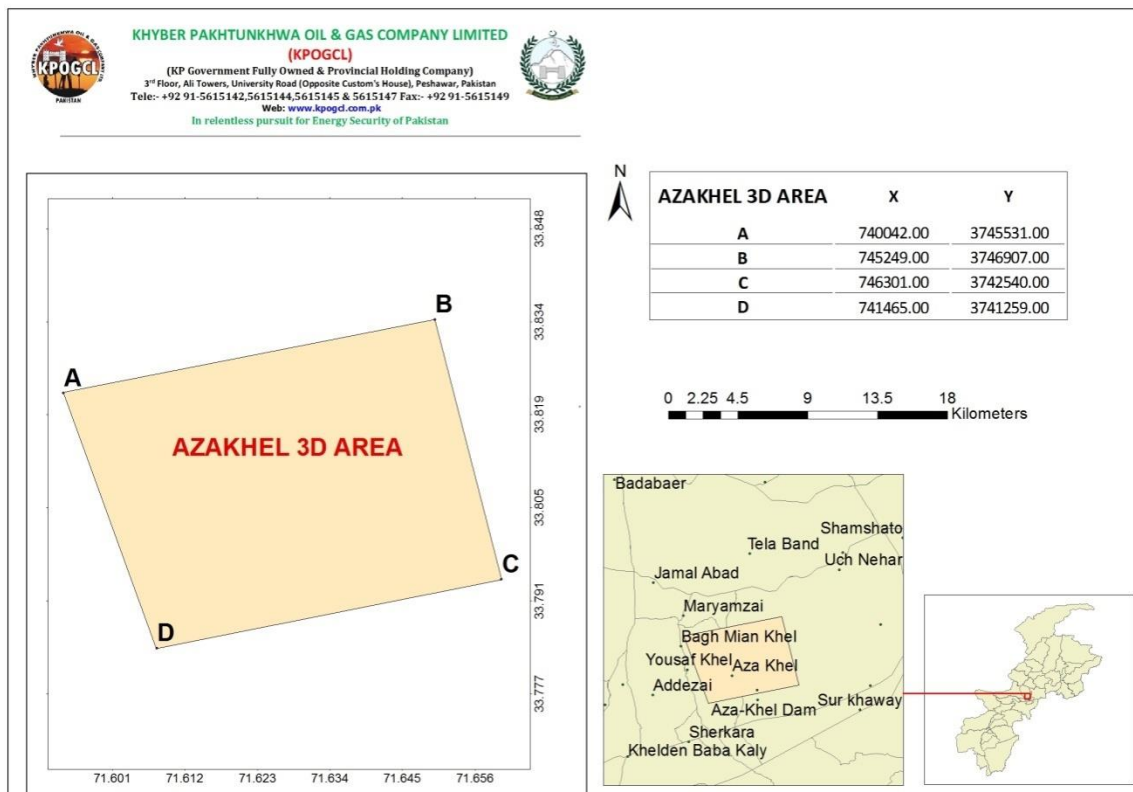 KHYBER PAKHTUNKHWA OIL & GAS COMPANY LIMITED
(KPOGCL)
(KP Government Fully Owned & Provincial Holding Company)
3rd Floor, Ali Towers, University Road (Opposite Custom's House), Peshawar, Pakistan
Tele:- +92 91-5615142,5615144,5615145 & 5615147 Fax:- +92 91-5615149
Web: www.kpogcl.com.pk
In relentless pursuit for Energy Security of Pakistan
KHYBER PAKHTUNKHWA OIL & GAS COMPANY LIMITED
KPOGCL
PAKISTAN
A
B
C
D
AZAKHEL 3D AREA
33.848
33.834
33.819
33.805
33.791
33.777
71.601 71.612 71.623 71.634 71.645 71.656
N
AZAKHEL 3D AREA X Y
A 740042.00 3745531.00
B 745249.00 3746907.00
C 746301.00 3742540.00
D 741465.00 3741259.00
0 2.25 4.5 9 13.5 18
Kilometers
Badabaer
Shamshato
Tela Band
Uch Nehar
Jamal Abad
Maryamzai
Bagh Mian Khel
Yousaf Khel
Aza Khel
Addezai
Aza-Khel Dam
Sur khaway
Sherkara
Khelden Baba Kaly